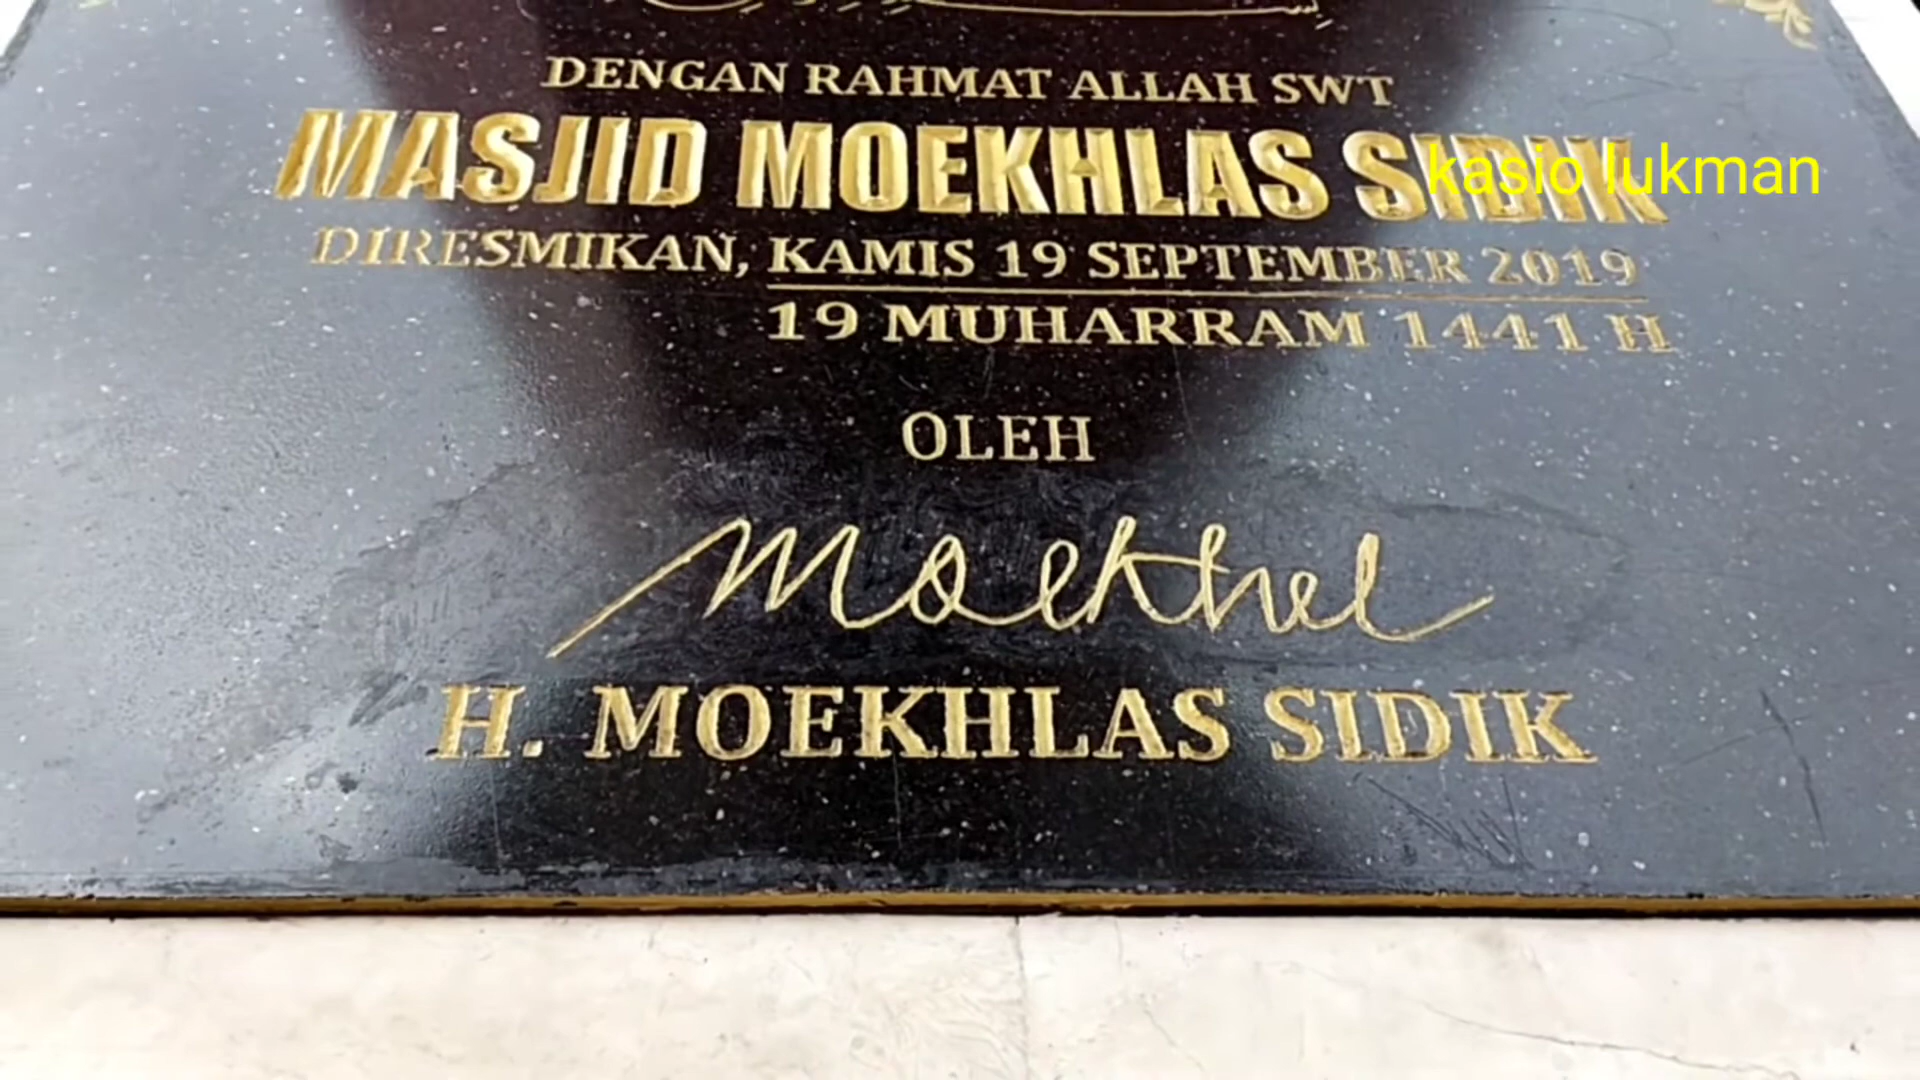 DENGAN RAHMAT ALLAH SWT
MASJID MOEKHLAS SIDIK
kasio lukman
DIRESMIKAN, KAMIS 19 SEPTEMBER 2019
19 MUHARRAM 1441 H
OLEH
H. MOEKHLAS SIDIK